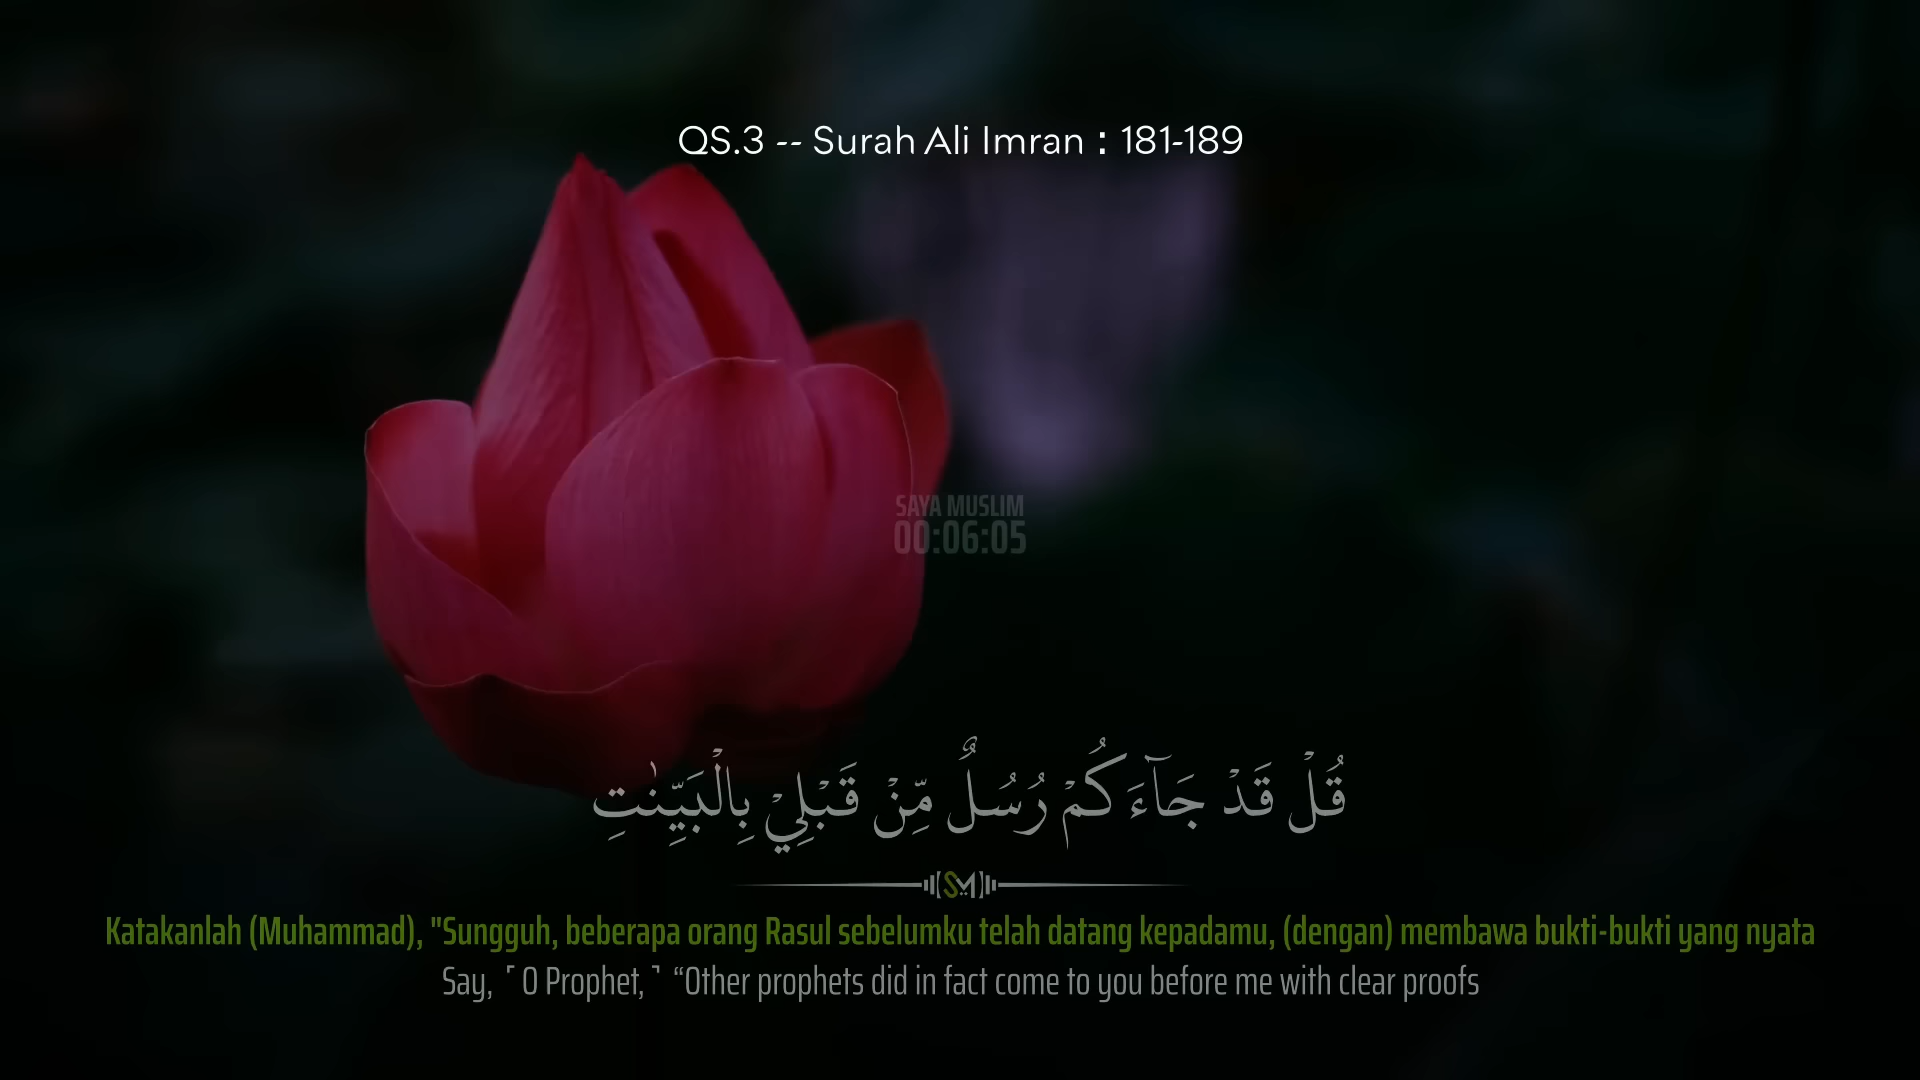 QS.3 -- Surah Ali Imran : 181-189
SAYA MUSLIM
00:06:05
قُلْ قَدْ جَاۤءَكُمْ رُسُلٌ مِّنْ قَبْلِيْ بِالْبَيِّنٰتِ
SM
Katakanlah (Muhammad), "Sungguh, beberapa orang Rasul sebelumku telah datang kepadamu, (dengan) membawa bukti-bukti yang nyata
Say, ˹O Prophet,˺ “Other prophets did in fact come to you before me with clear proofs